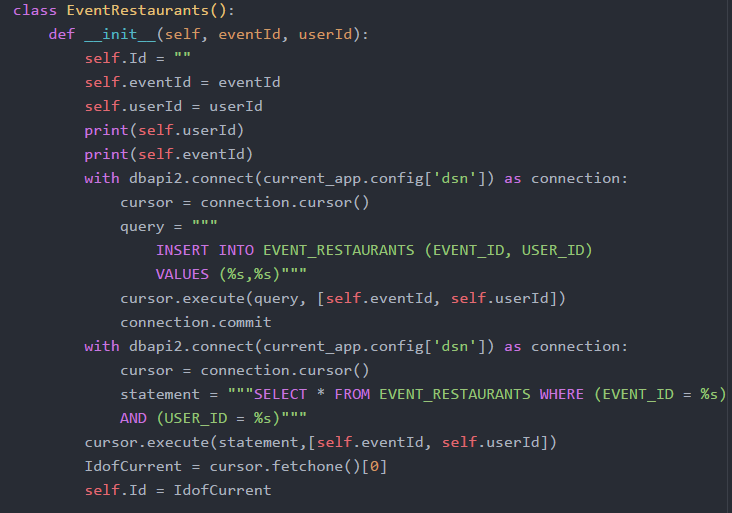 class EventRestaurants():
    def __init__(self, eventId, userId):
        self.Id = ""
        self.eventId = eventId
        self.userId = userId
        print(self.userId)
        print(self.eventId)
        with dbapi2.connect(current_app.config['dsn']) as connection:
            cursor = connection.cursor()
            query = """
                INSERT INTO EVENT_RESTAURANTS (EVENT_ID, USER_ID)
                VALUES (%s,%s)"""
            cursor.execute(query, [self.eventId, self.userId])
            connection.commit
        with dbapi2.connect(current_app.config['dsn']) as connection:
            cursor = connection.cursor()
            statement = """SELECT * FROM EVENT_RESTAURANTS WHERE (EVENT_ID = %s)
            AND (USER_ID = %s)"""
        cursor.execute(statement,[self.eventId, self.userId])
        IdofCurrent = cursor.fetchone()[0]
        self.Id = IdofCurrent